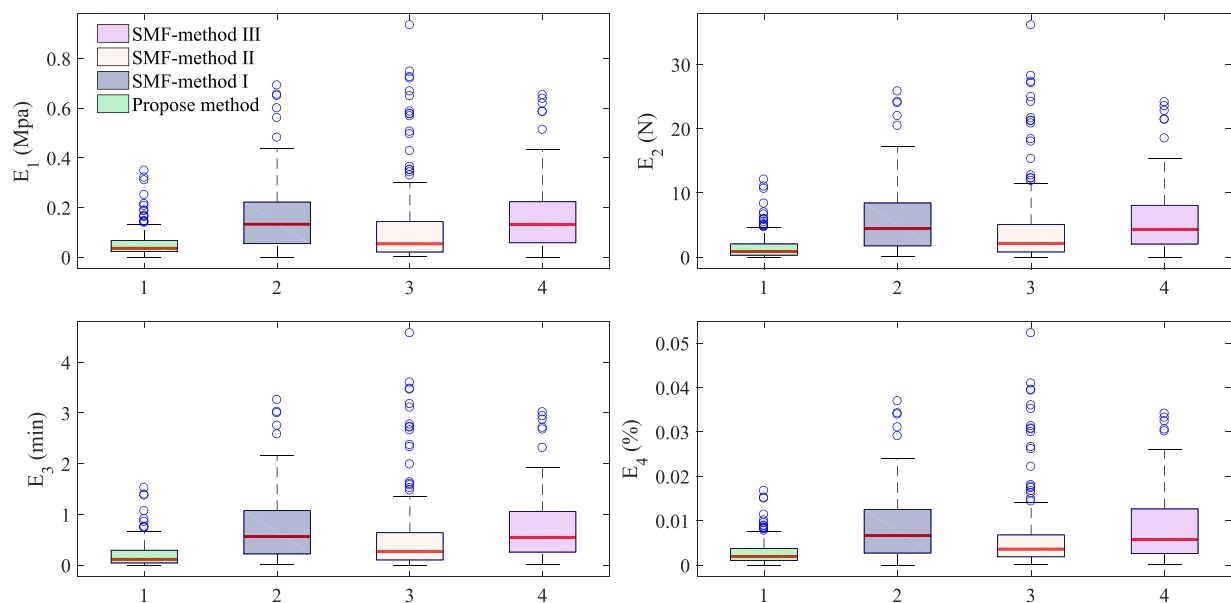 SMF-method III
SMF-method II
SMF-method I
Propose method
E1 (Mpa)
0.8
0.6
0.4
0.2
0
1 2 3 4
E2 (N)
30
20
10
0
1 2 3 4
E3 (min)
4
3
2
1
0
1 2 3 4
E4 (%)
0.05
0.04
0.03
0.02
0.01
0
1 2 3 4